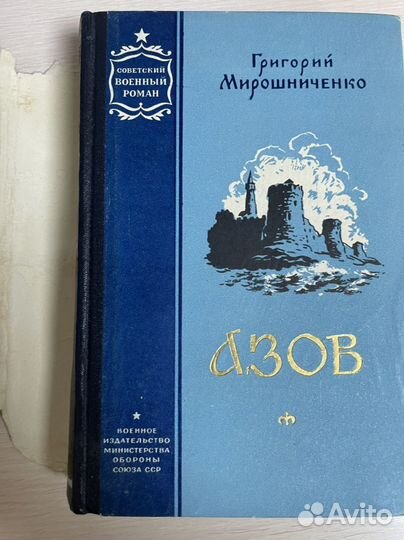 СОВЕТСКИЙ
ВОЕННЫЙ
РОМАН
Григорий
Мирошниченко
АЗОВ
ВОЕННОЕ
ИЗДАТЕЛЬСТВО
МИНИСТЕРСТВА
ОБОРОНЫ
СОЮЗА ССР
Avito